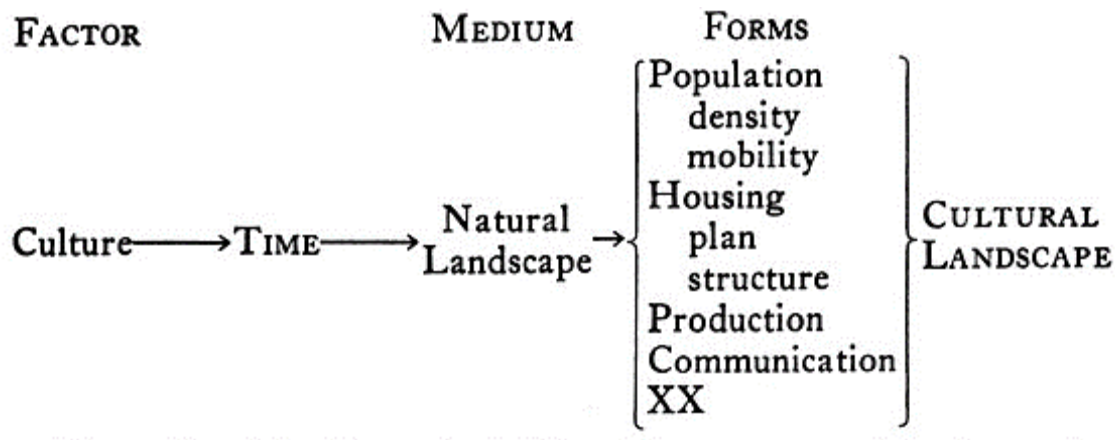 FACTOR MEDIUM FORMS
Population
density
mobility
Housing
Culture TIME Natural Landscape plan CULTURAL LANDSCAPE
structure
Production
Communication
XX